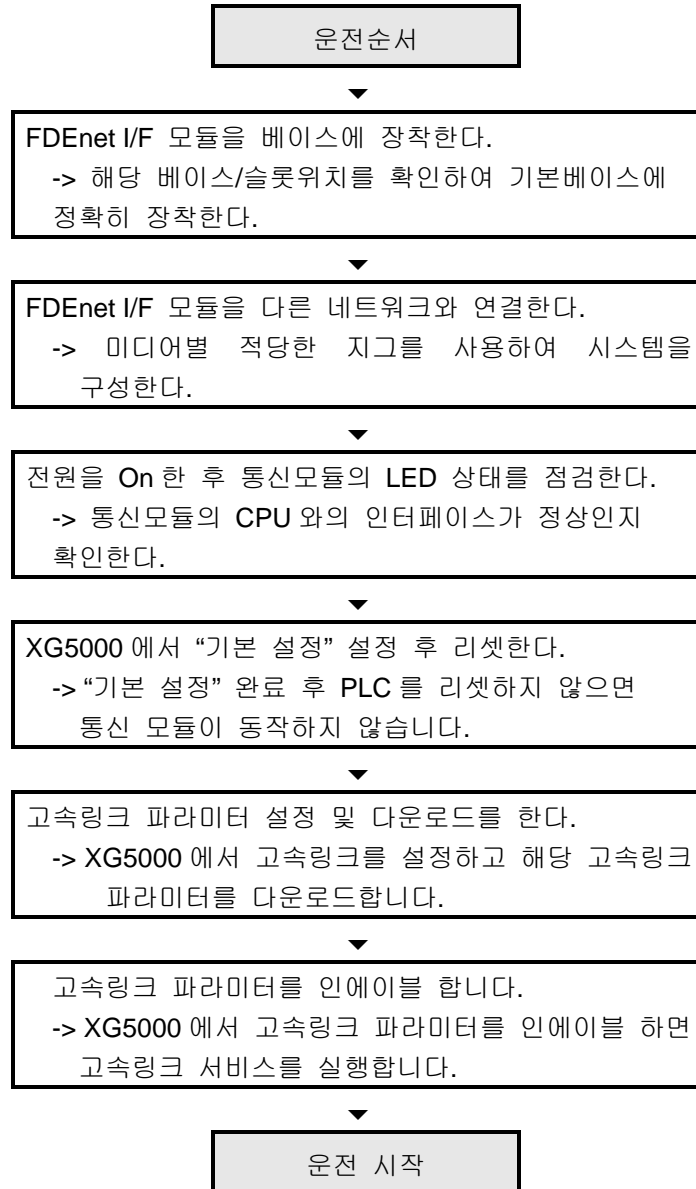 운전순서
FDEnet I/F 모듈을 베이스에 장착한다.
-> 해당 베이스/슬롯위치를 확인하여 기본베이스에
정확히 장착한다.
FDEnet I/F 모듈을 다른 네트워크와 연결한다.
-> 미디어별 적당한 지그를 사용하여 시스템을
구성한다.
전원을 On 한 후 통신모듈의 LED 상태를 점검한다.
-> 통신모듈의 CPU 와의 인터페이스가 정상인지
확인한다.
XG5000 에서 “기본 설정” 설정 후 리셋한다.
-> “기본 설정” 완료 후 PLC 를 리셋하지 않으면
통신 모듈이 동작하지 않습니다.
고속링크 파라미터 설정 및 다운로드를 한다.
-> XG5000 에서 고속링크를 설정하고 해당 고속링크
파라미터를 다운로드합니다.
고속링크 파라미터를 인에이블 합니다.
-> XG5000 에서 고속링크 파라미터를 인에이블 하면
고속링크 서비스를 실행합니다.
운전 시작